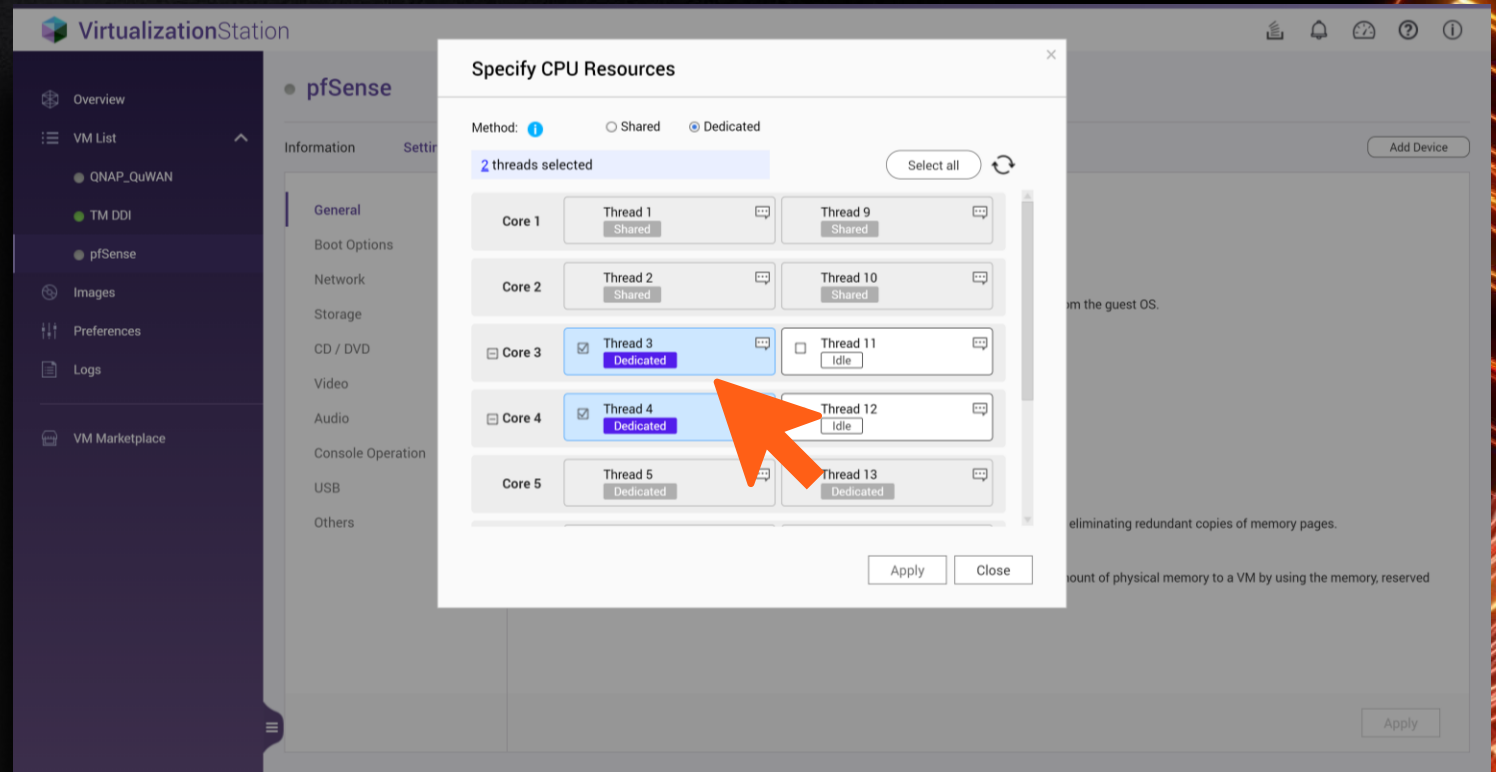 VirtualizationStation
Overview
VM List
QNAP_QuWAN
TM DDI
pfSense
Images
Preferences
Logs
VM Marketplace
pfSense
Information Settin
Add Device
General
Boot Options
Network
Storage
CD / DVD
Video
Audio
Console Operation
USB
Others
Specify CPU Resources
Method: Shared Dedicated
2 threads selected Select all
Core 1 Thread 1 Shared Thread 9 Shared
Core 2 Thread 2 Shared Thread 10 Shared
Core 3 Thread 3 Dedicated Thread 11 Idle
Core 4 Thread 4 Dedicated Thread 12 Idle
Core 5 Thread 5 Dedicated Thread 13 Dedicated
Apply Close
the guest OS.
eliminating redundant copies of memory pages.
of physical memory to a VM by using the memory, reserved
Apply